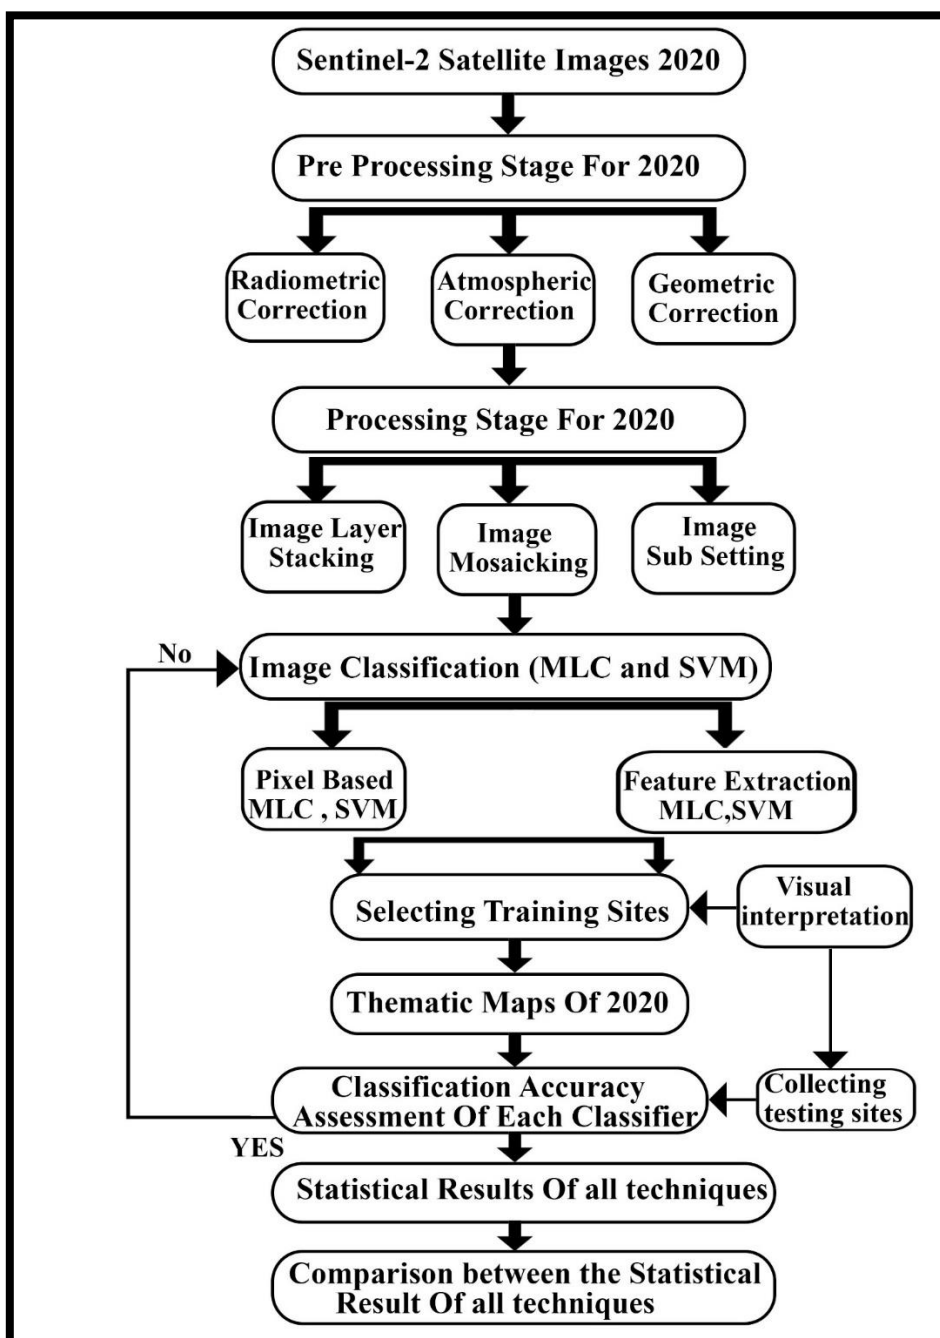 Sentinel-2 Satellite Images 2020
Pre Processing Stage For 2020
Radiometric
Correction
Atmospheric
Correction
Geometric
Correction
Processing Stage For 2020
Image Layer
Stacking
Image
Mosaicking
Image
Sub Setting
No
Image Classification (MLC and SVM)
Pixel Based
MLC , SVM
Feature Extraction
MLC,SVM
Selecting Training Sites
Visual
interpretation
Thematic Maps Of 2020
Classification Accuracy
Assessment Of Each Classifier
Collecting
testing sites
YES
Statistical Results Of all techniques
Comparison between the Statistical
Result Of all techniques